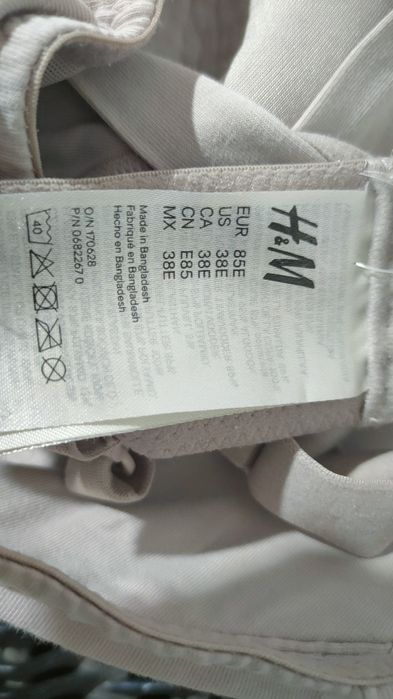 H&M
EUR 85E
US 38E
CA 38E
CN E85
MX 38E
Made in Bangladesh
Fabriqué en Bangladesh
Hecho en Bangladesh
O/N 170628
P/N 0682267 0
40